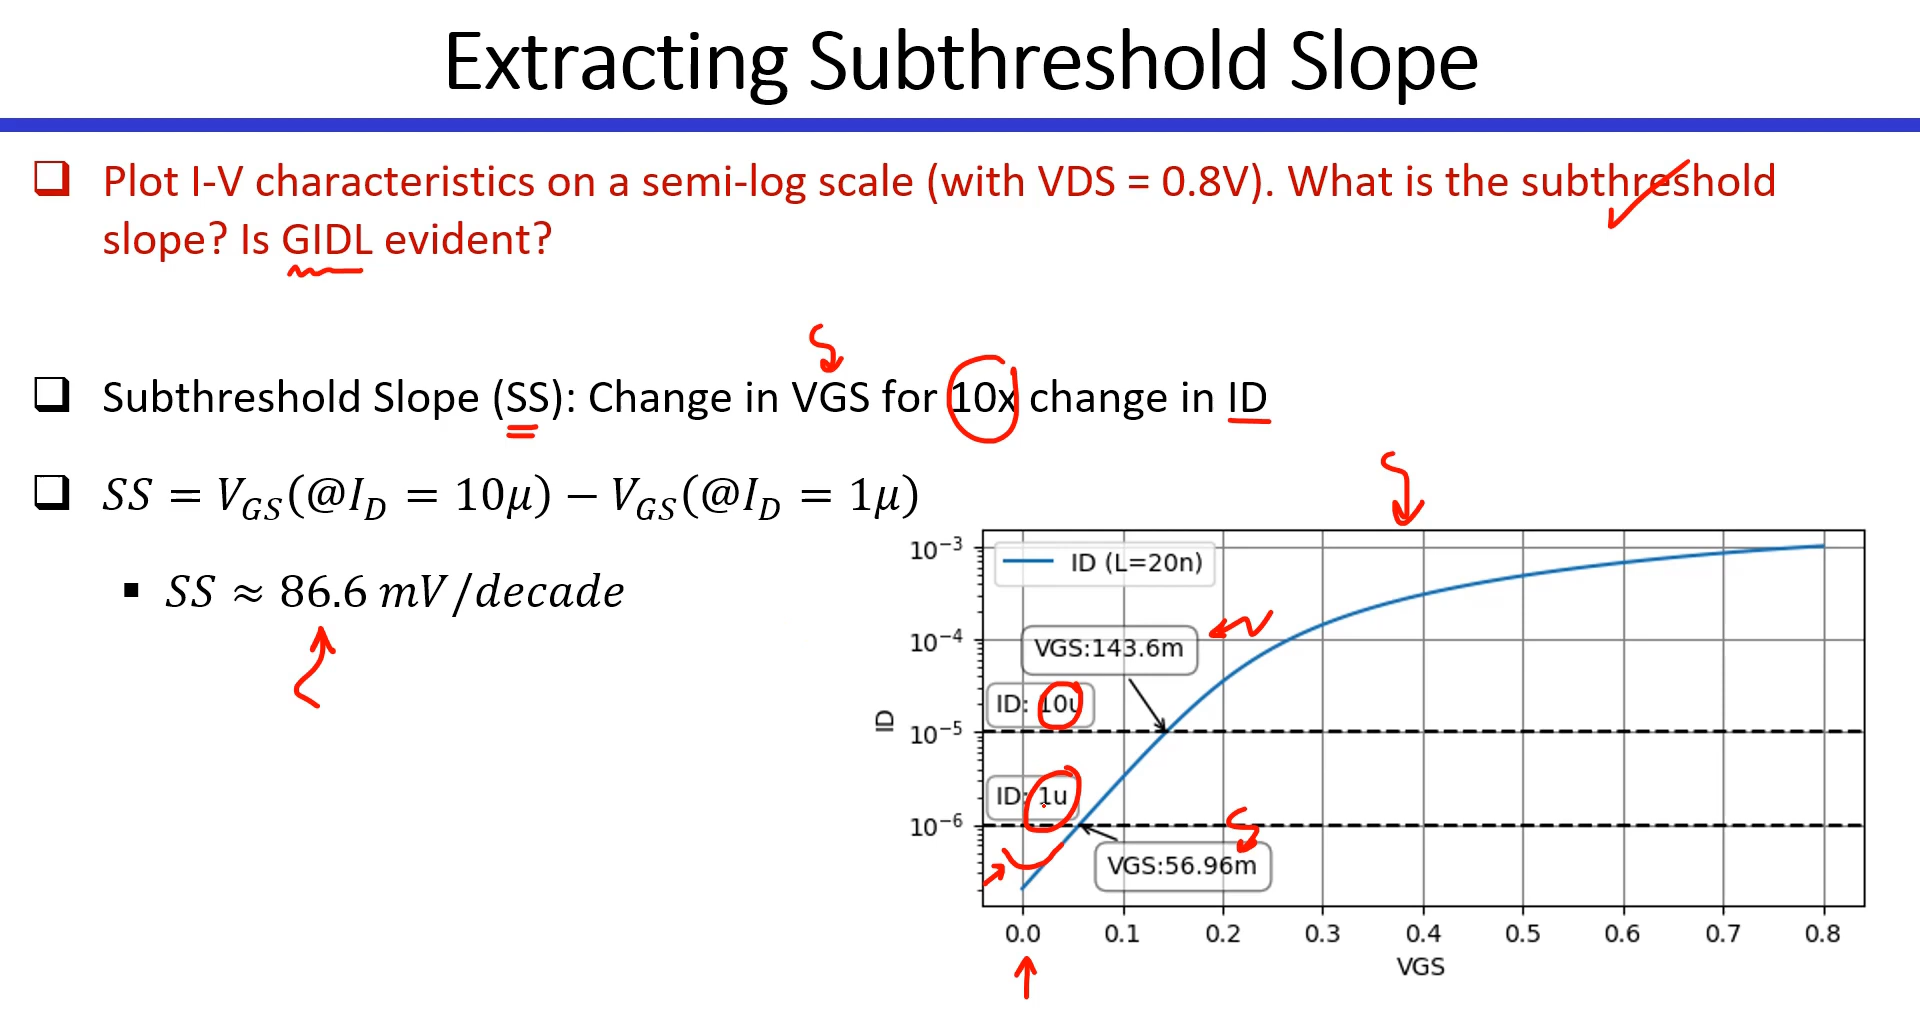 Extracting Subthreshold Slope
Plot I-V characteristics on a semi-log scale (with VDS = 0.8V). What is the subthreshold
slope? Is GIDL evident?
Subthreshold Slope (SS): Change in VGS for 10x change in ID
SS = V_{GS}(@I_D = 10μ) − V_{GS}(@I_D = 1μ)
SS ≈ 86.6 mV/decade
ID (L=20n)
VGS:143.6m
ID: 10u
ID: 1u
VGS:56.96m
ID
10^{-3}
10^{-4}
10^{-5}
10^{-6}
0.0 0.1 0.2 0.3 0.4 0.5 0.6 0.7 0.8
VGS